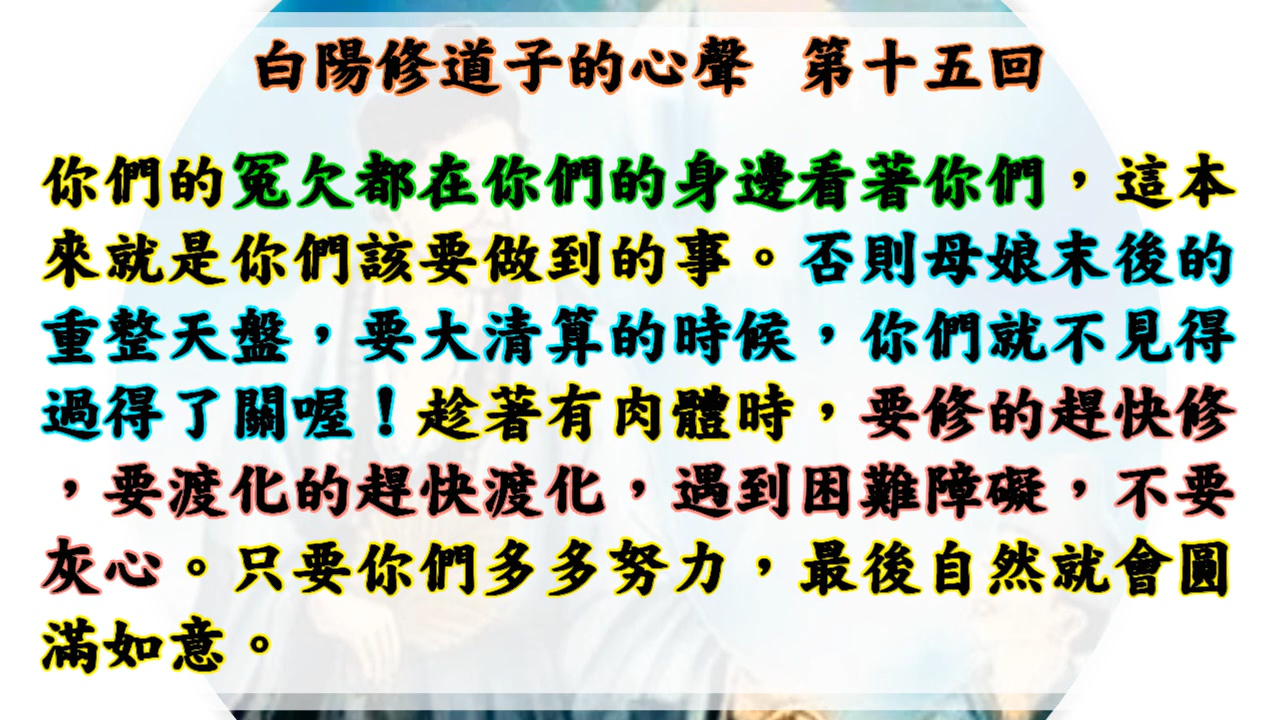 白陽修道子的心聲 第十五回
你們的冤欠都在你們的身邊看著你們，這本
來就是你們該要做到的事。否則母娘末後的
重整天盤，要大清算的時候，你們就不見得
過得了關喔！趁著有肉體時，要修的趕快修
，要渡化的趕快渡化，遇到困難障礙，不要
灰心。只要你們多多努力，最後自然就會圓
滿如意。